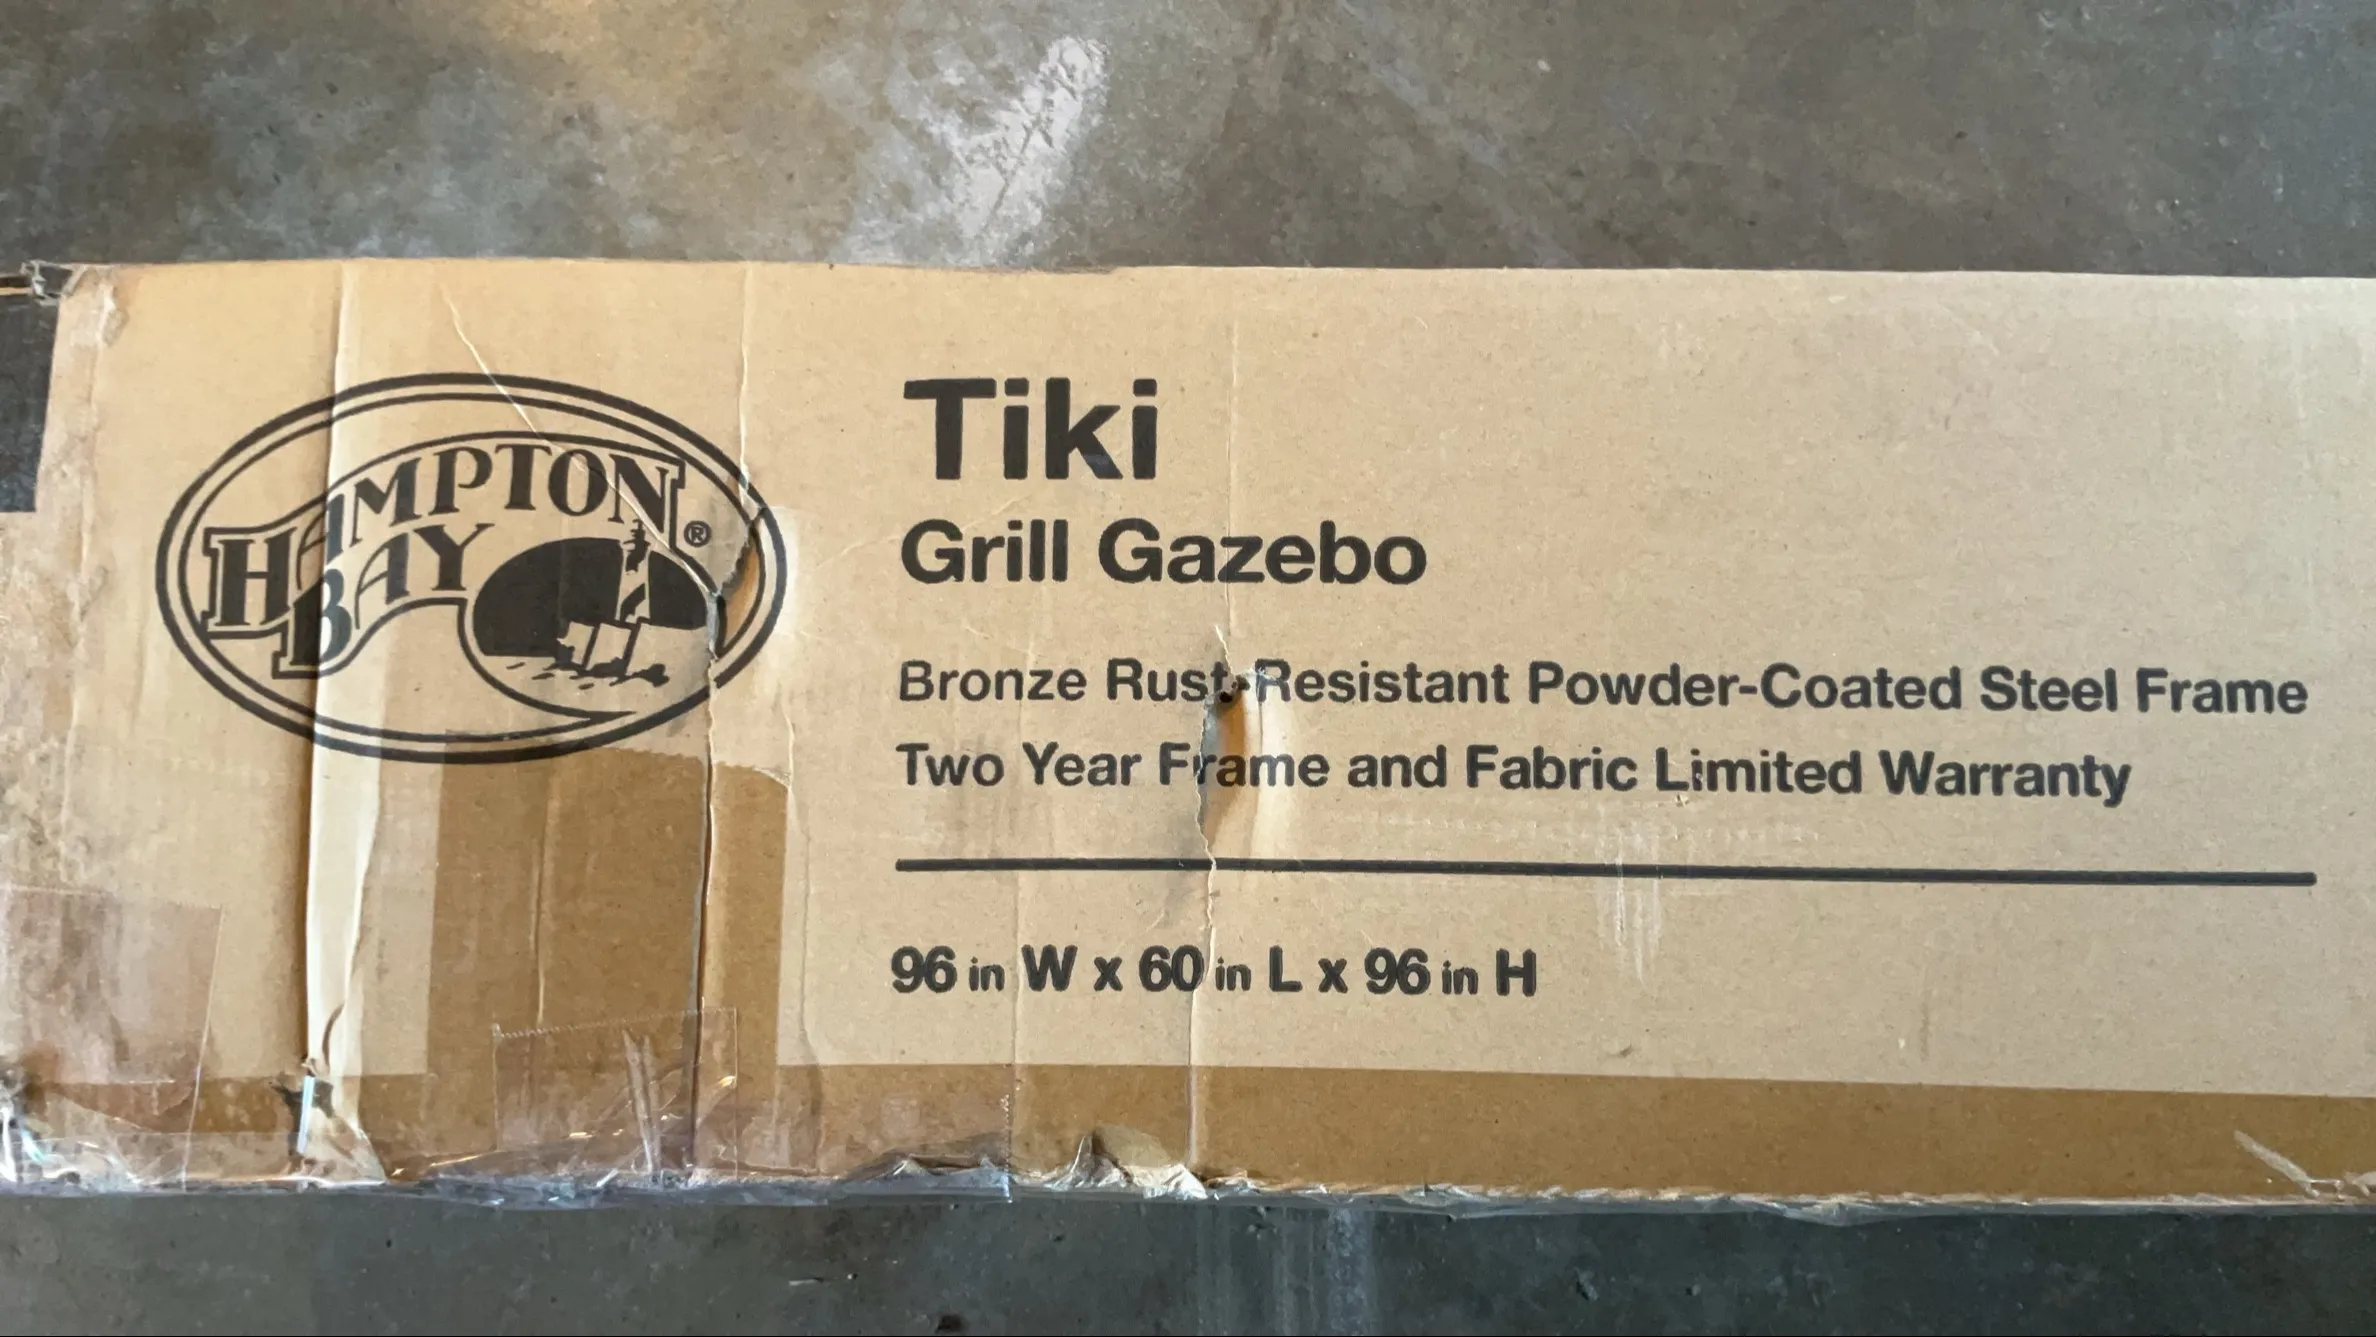 HAMPTON
BAY ®
Tiki
Grill Gazebo
Bronze Rust-Resistant Powder-Coated Steel Frame
Two Year Frame and Fabric Limited Warranty
96 in W x 60 in L x 96 in H